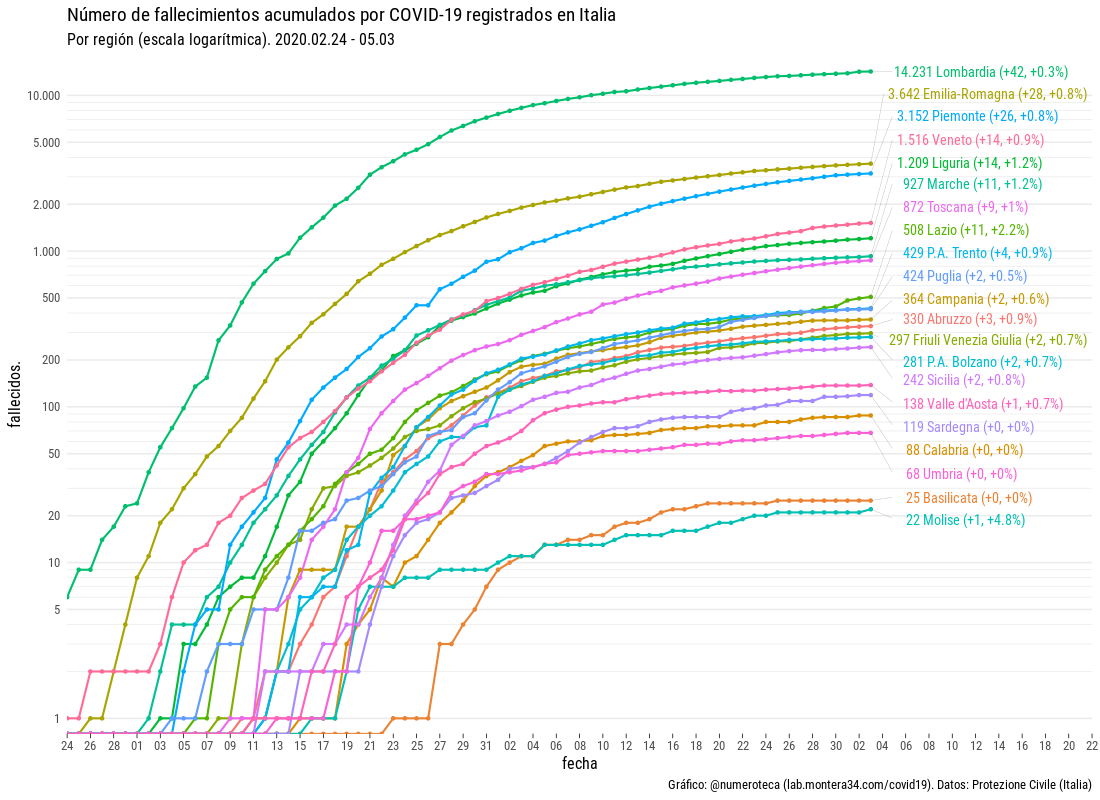 Número de fallecimientos acumulados por COVID-19 registrados en Italia
Por región (escala logarítmica). 2020.02.24 - 05.03
fallecidos.
10.000
5.000
2.000
1.000
500
200
100
50
20
10
5
1
14.231 Lombardia (+42, +0.3%)
3.642 Emilia-Romagna (+28, +0.8%)
3.152 Piemonte (+26, +0.8%)
1.516 Veneto (+14, +0.9%)
1.209 Liguria (+14, +1.2%)
927 Marche (+11, +1.2%)
872 Toscana (+9, +1%)
508 Lazio (+11, +2.2%)
429 P.A. Trento (+4, +0.9%)
424 Puglia (+2, +0.5%)
364 Campania (+2, +0.6%)
330 Abruzzo (+3, +0.9%)
297 Friuli Venezia Giulia (+2, +0.7%)
281 P.A. Bolzano (+2, +0.7%)
242 Sicilia (+2, +0.8%)
138 Valle d'Aosta (+1, +0.7%)
119 Sardegna (+0, +0%)
88 Calabria (+0, +0%)
68 Umbria (+0, +0%)
25 Basilicata (+0, +0%)
22 Molise (+1, +4.8%)
24 26 28 01 03 05 07 09 11 13 15 17 19 21 23 25 27 29 31 02 04 06 08 10 12 14 16 18 20 22 24 26 28 30 02 04 06 08 10 12 14 16 18 20 22
fecha
Gráfico: @numeroteca (lab.montera34.com/covid19). Datos: Protezione Civile (Italia)